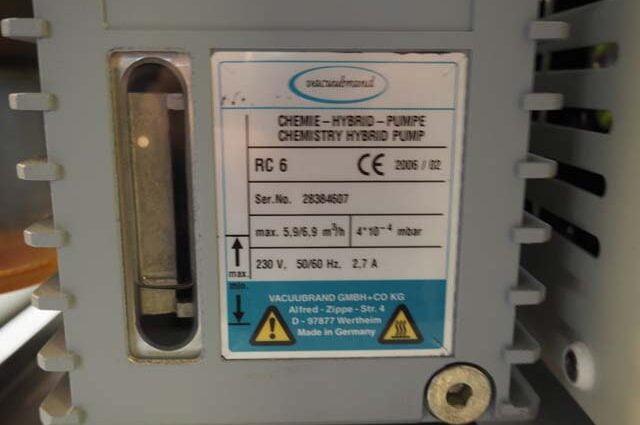 vacuubrand
CHEMIE-HYBRID-PUMPE
CHEMISTRY HYBRID PUMP
RC 6 CE 2006 / 02
Ser.No. 28384607
max. 5,9/6,9 m³/h 4*10⁻⁴ mbar
max.
min.
230 V, 50/60 Hz, 2,7 A
VACUUBRAND GMBH+CO KG
Alfred - Zippe - Str. 4
D - 97877 Wertheim
Made in Germany